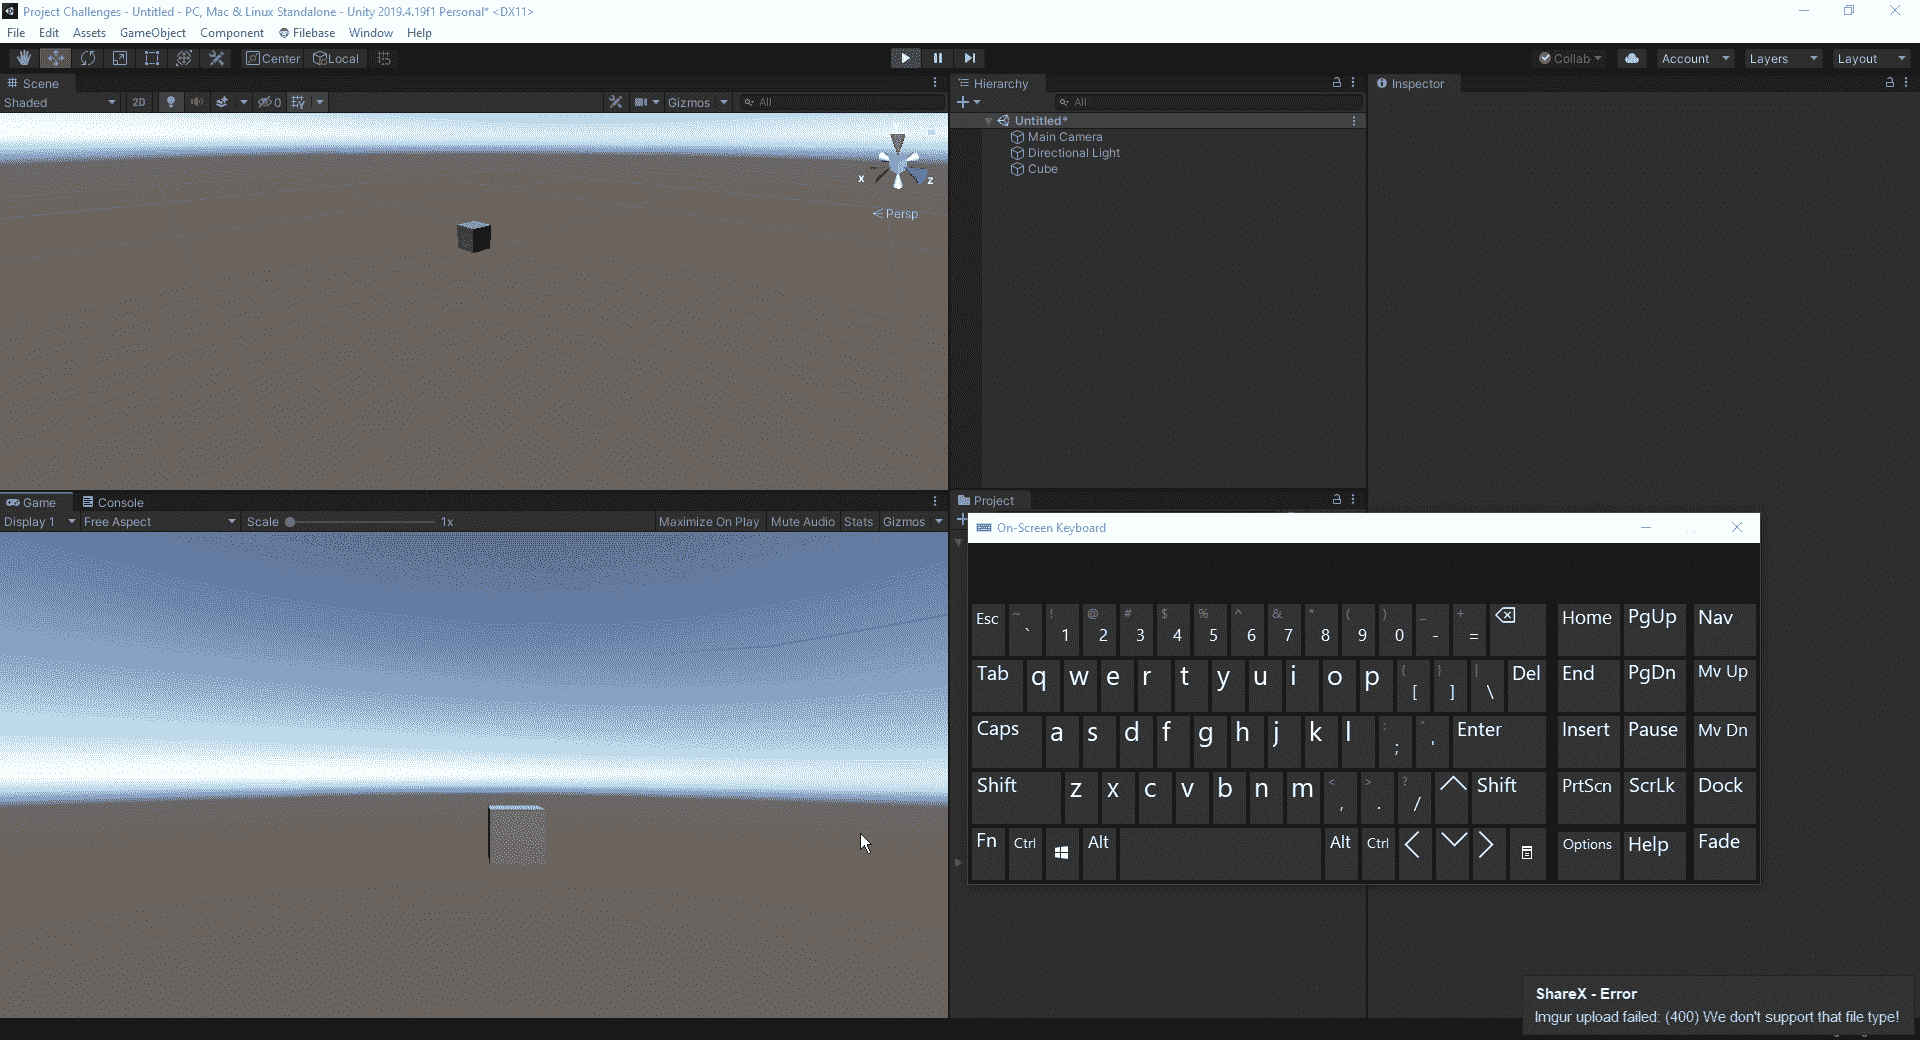 Project Challenges - Untitled - PC, Mac & Linux Standalone - Unity 2019.4.19f1 Personal* <DX11>
File Edit Assets GameObject Component Filebase Window Help
Center Local Collab Account Layers Layout
Scene
Shaded 2D 0 Gizmos All
x z
Persp
Hierarchy
All
Untitled*
Main Camera
Directional Light
Cube
Inspector
Game Console
Display 1 Free Aspect Scale 1x Maximize On Play Mute Audio Stats Gizmos
Project
On-Screen Keyboard
Esc ~ ` ! 1 @ 2 # 3 $ 4 % 5 ^ 6 & 7 * 8 ( 9 ) 0 _ - + = Home PgUp Nav
Tab q w e r t y u i o p { [ } ] | \ Del End PgDn Mv Up
Caps a s d f g h j k l : ; " ' Enter Insert Pause Mv Dn
Shift z x c v b n m < , > . ? / Shift PrtScn ScrLk Dock
Fn Ctrl Alt Alt Ctrl Options Help Fade
ShareX - Error
Imgur upload failed: (400) We don't support that file type!